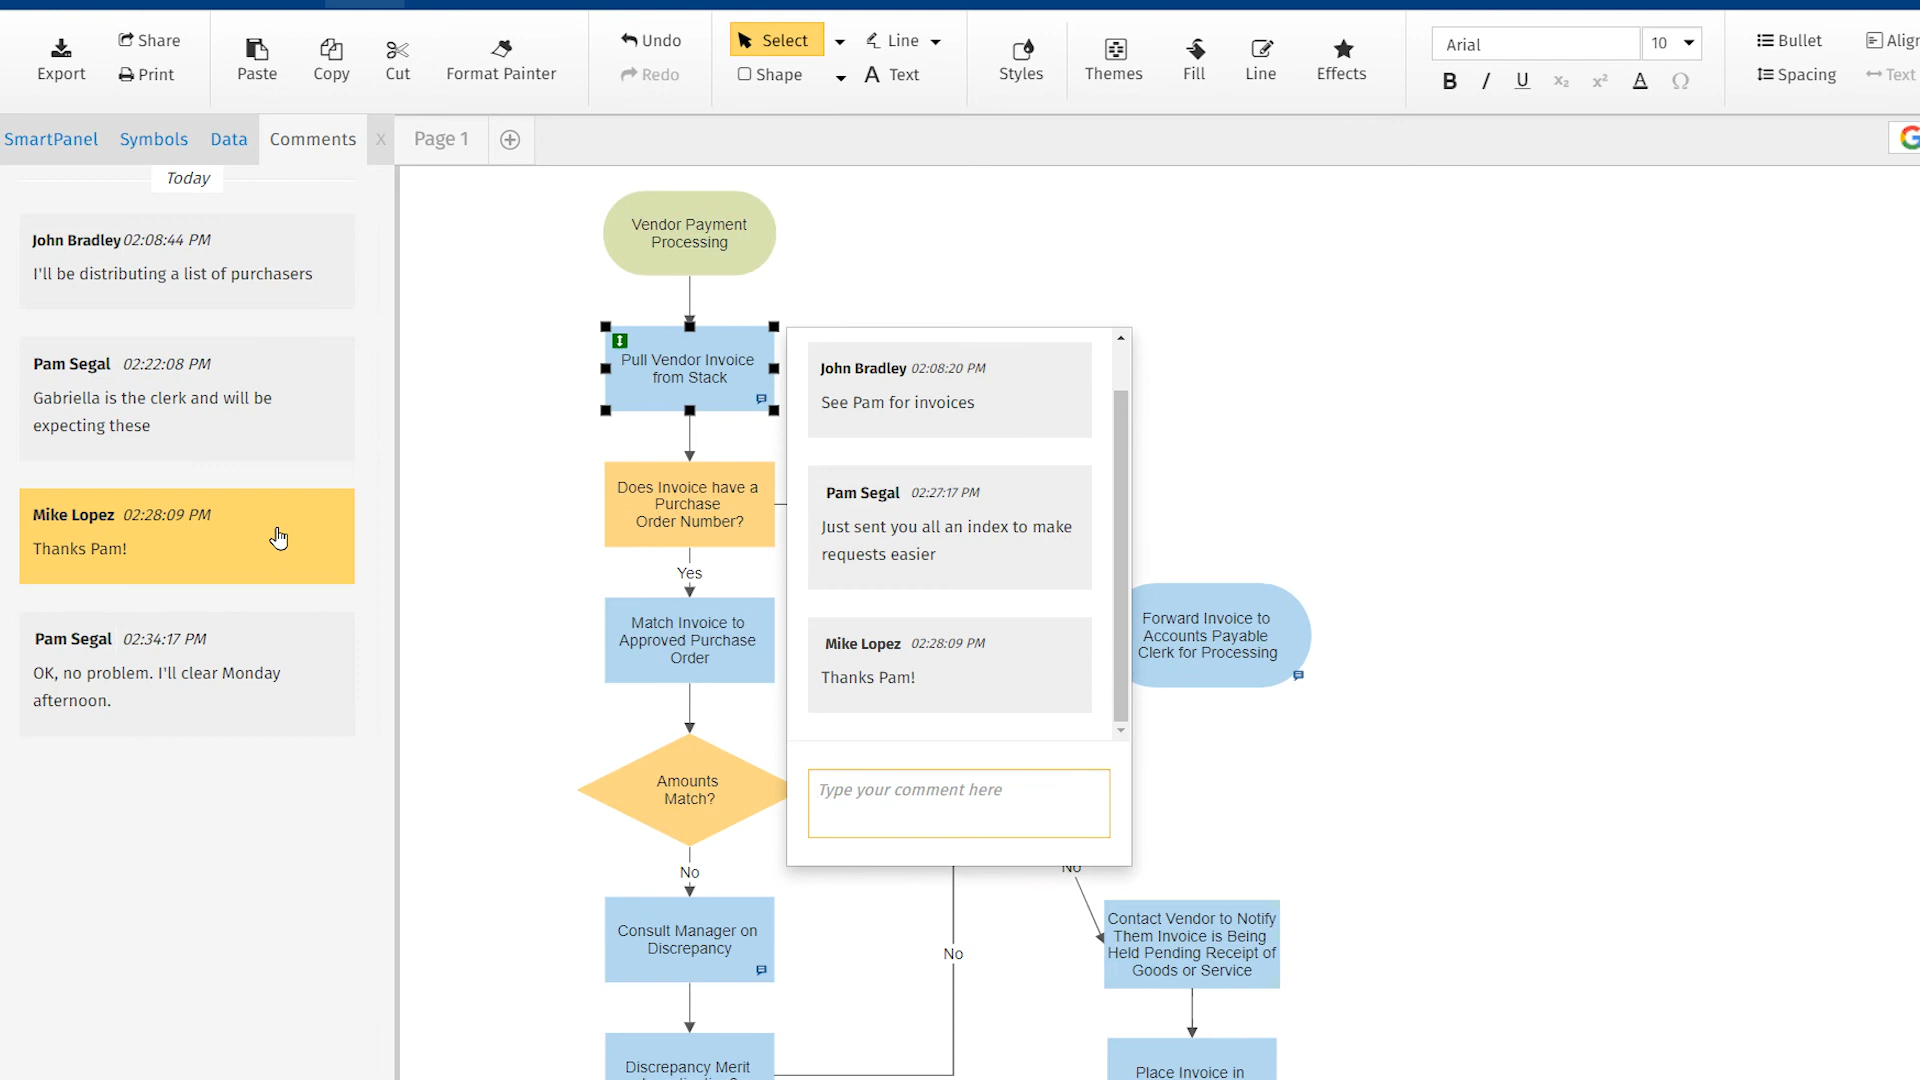 Export
Share
Print
Paste
Copy
Cut
Format Painter
Undo
Redo
Select
Shape
Line
Text
Styles
Themes
Fill
Line
Effects
Arial
10
B I U x₂ x² A Ω
Bullet
Spacing
Align
Text
SmartPanel
Symbols
Data
Comments
X
Page 1
Today
John Bradley 02:08:44 PM
I'll be distributing a list of purchasers
Pam Segal 02:22:08 PM
Gabriella is the clerk and will be
expecting these
Mike Lopez 02:28:09 PM
Thanks Pam!
Pam Segal 02:34:17 PM
OK, no problem. I'll clear Monday
afternoon.
Vendor Payment
Processing
Pull Vendor Invoice
from Stack
Does Invoice have a
Purchase
Order Number?
Yes
Match Invoice to
Approved Purchase
Order
Amounts
Match?
No
Consult Manager on
Discrepancy
Discrepancy Merit
John Bradley 02:08:20 PM
See Pam for invoices
Pam Segal 02:27:17 PM
Just sent you all an index to make
requests easier
Mike Lopez 02:28:09 PM
Thanks Pam!
Type your comment here
Forward Invoice to
Accounts Payable
Clerk for Processing
No
No
Contact Vendor to Notify
Them Invoice is Being
Held Pending Receipt of
Goods or Service
Place Invoice in